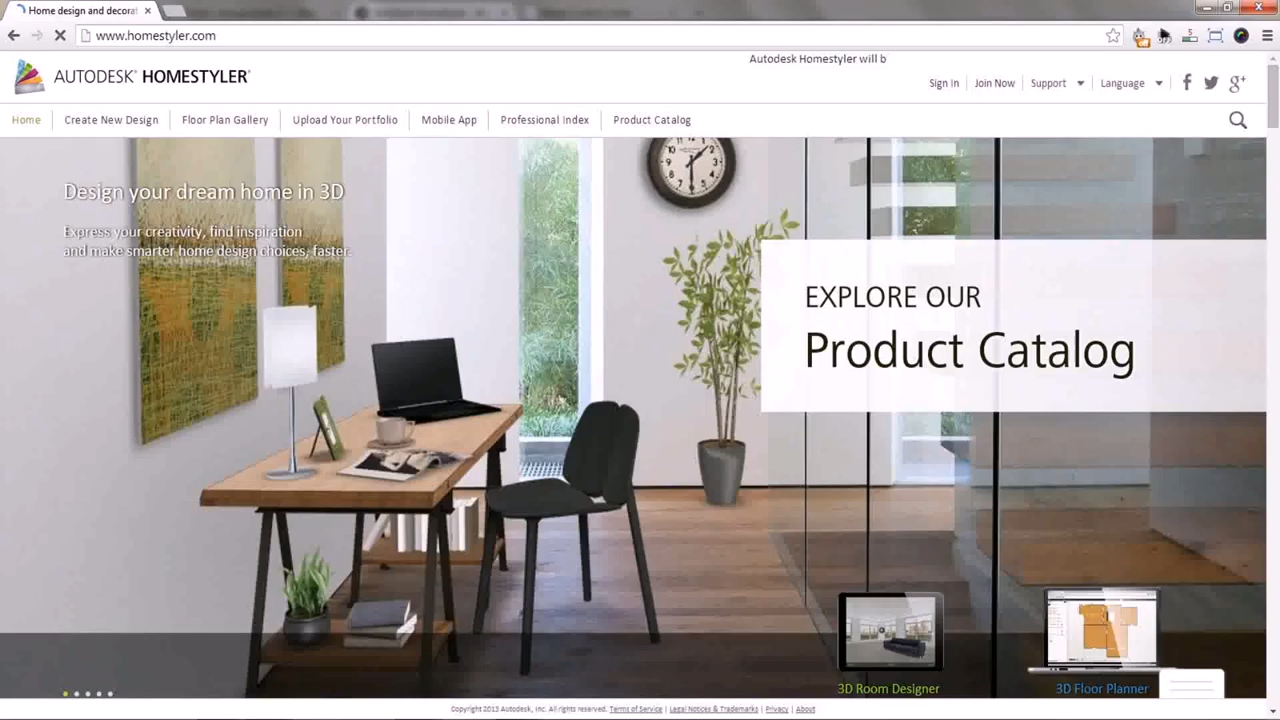 Home design and decorat
www.homestyler.com
Autodesk Homestyler will b
AUTODESK® HOMESTYLER®
Sign In
Join Now
Support
Language
Home
Create New Design
Floor Plan Gallery
Upload Your Portfolio
Mobile App
Professional Index
Product Catalog
Design your dream home in 3D
Express your creativity, find inspiration
and make smarter home design choices, faster.
EXPLORE OUR
Product Catalog
3D Room Designer
3D Floor Planner
Copyright 2013 Autodesk, Inc. All rights reserved. Terms of Service | Legal Notices & Trademarks | Privacy | About